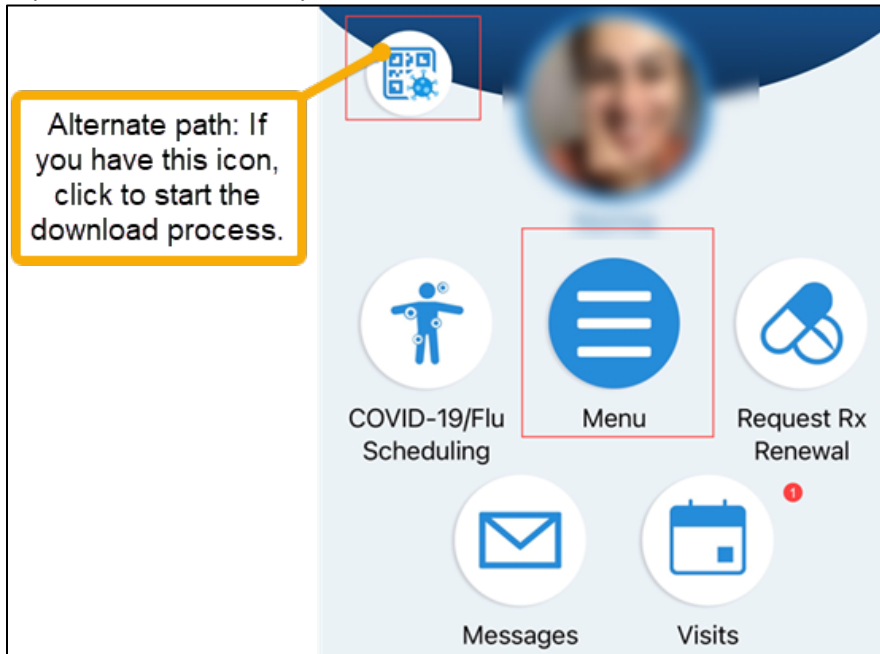 Alternate path: If
you have this icon,
click to start the
download process.
COVID-19/Flu
Scheduling
Menu
Request Rx
Renewal
1
Messages
Visits